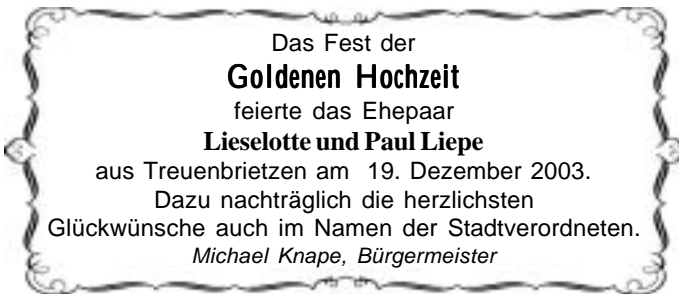 Das Fest der
Goldenen Hochzeit
feierte das Ehepaar
Lieselotte und Paul Liepe
aus Treuenbrietzen am 19. Dezember 2003.
Dazu nachträglich die herzlichsten
Glückwünsche auch im Namen der Stadtverordneten.
Michael Knape, Bürgermeister